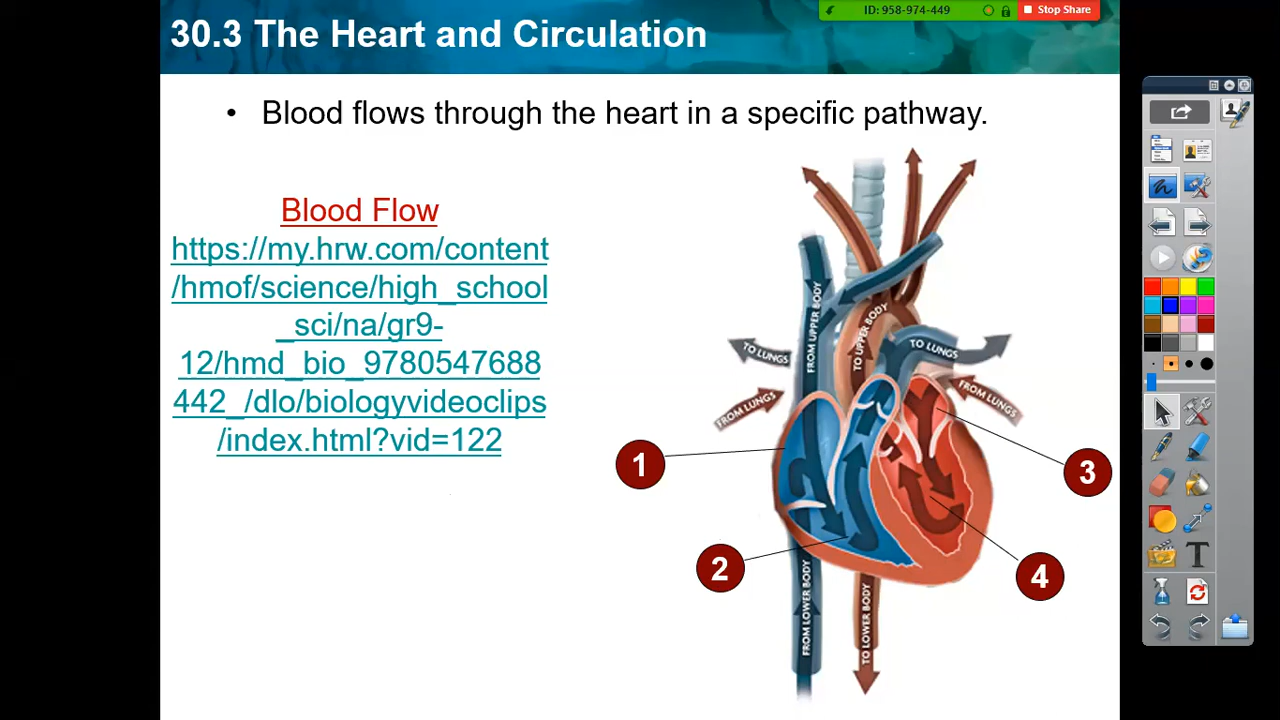 ID: 958-974-449
Stop Share
30.3 The Heart and Circulation
• Blood flows through the heart in a specific pathway.
Blood Flow
https://my.hrw.com/content
/hmof/science/high_school
_sci/na/gr9-
12/hmd_bio_9780547688
442_/dlo/biologyvideoclips
/index.html?vid=122
FROM UPPER BODY
TO UPPER BODY
TO LUNGS
TO LUNGS
FROM LUNGS
FROM LUNGS
1
3
2
4
FROM LOWER BODY
TO LOWER BODY
T